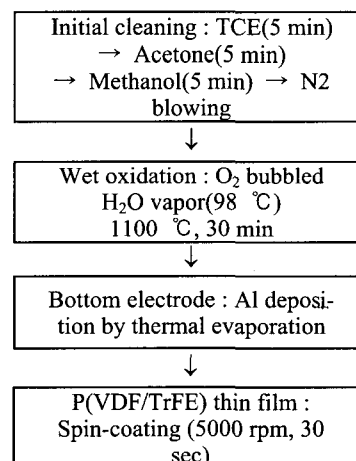 Initial cleaning : TCE(5 min)
→ Acetone(5 min)
→ Methanol(5 min) → N2
blowing
↓
Wet oxidation : O₂ bubbled
H₂O vapor(98 ℃)
1100 ℃, 30 min
↓
Bottom electrode : Al deposi-
tion by thermal evaporation
↓
P(VDF/TrFE) thin film :
Spin-coating (5000 rpm, 30
sec)